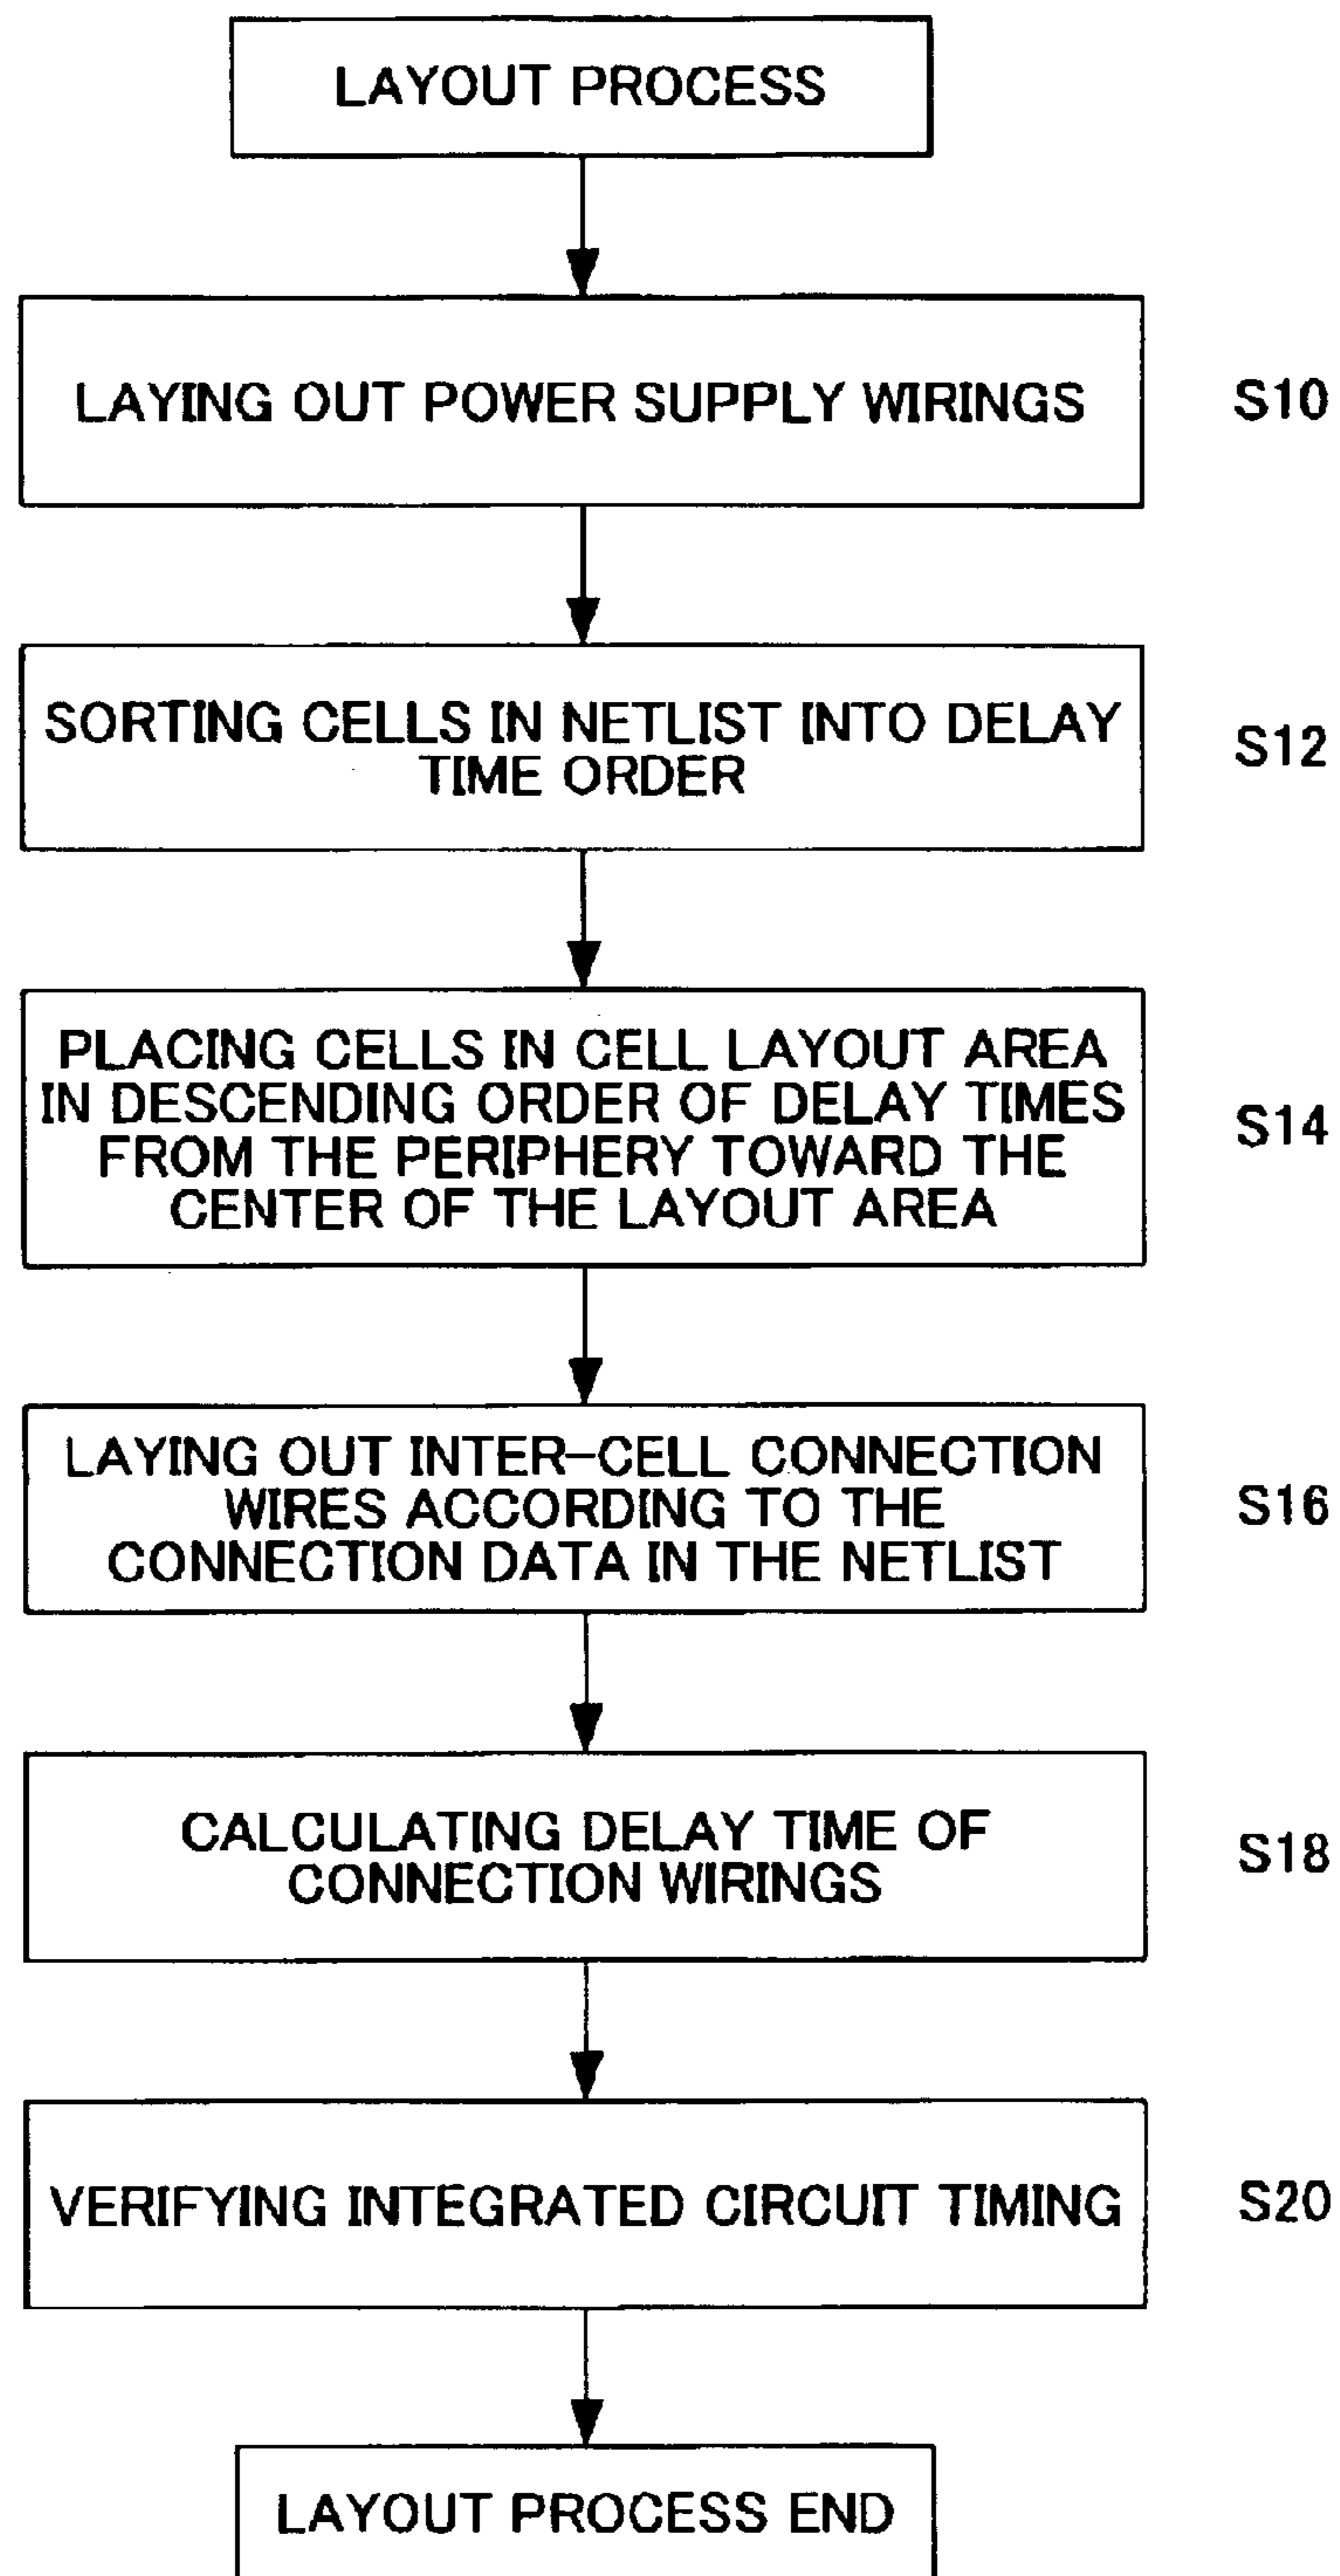 LAYOUT PROCESS
LAYING OUT POWER SUPPLY WIRINGS
S10
SORTING CELLS IN NETLIST INTO DELAY
TIME ORDER
S12
PLACING CELLS IN CELL LAYOUT AREA
IN DESCENDING ORDER OF DELAY TIMES
FROM THE PERIPHERY TOWARD THE
CENTER OF THE LAYOUT AREA
S14
LAYING OUT INTER-CELL CONNECTION
WIRES ACCORDING TO THE
CONNECTION DATA IN THE NETLIST
S16
CALCULATING DELAY TIME OF
CONNECTION WIRINGS
S18
VERIFYING INTEGRATED CIRCUIT TIMING
S20
LAYOUT PROCESS END